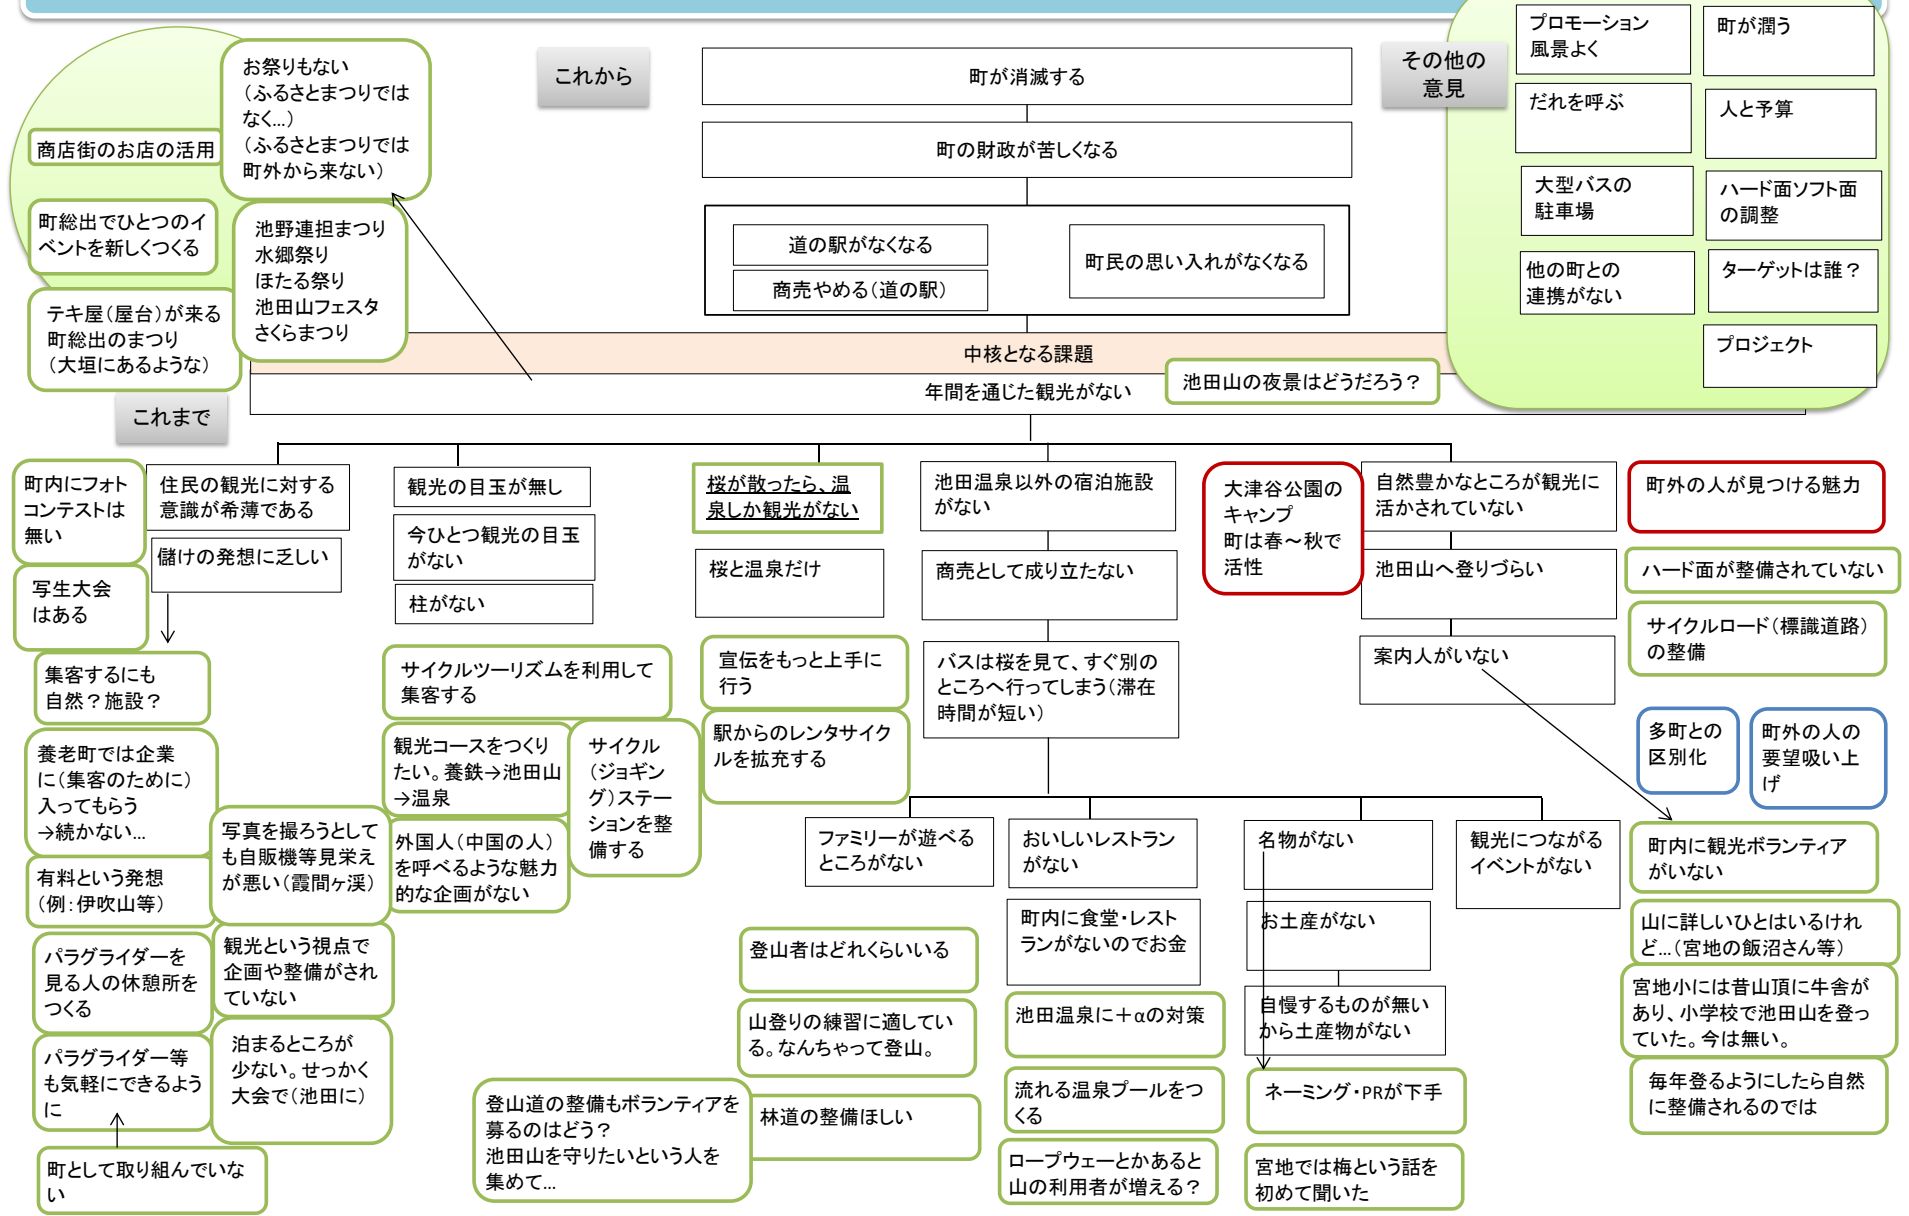 お祭りもない
（ふるさとまつりでは
なく…）
（ふるさとまつりでは
町外から来ない）
商店街のお店の活用
町総出でひとつのイ
ベントを新しくつくる
池野連担まつり
水郷祭り
ほたる祭り
池田山フェスタ
さくらまつり
テキ屋（屋台）が来る
町総出のまつり
（大垣にあるような）
これから
町が消滅する
町の財政が苦しくなる
道の駅がなくなる
商売やめる（道の駅）
町民の思い入れがなくなる
その他の
意見
プロモーション
風景よく
町が潤う
だれを呼ぶ
人と予算
大型バスの
駐車場
ハード面ソフト面
の調整
他の町との
連携がない
ターゲットは誰？
プロジェクト
中核となる課題
年間を通じた観光がない
池田山の夜景はどうだろう？
これまで
町内にフォト
コンテストは
無い
住民の観光に対する
意識が希薄である
観光の目玉が無し
桜が散ったら、温
泉しか観光がない
池田温泉以外の宿泊施設
がない
大津谷公園の
キャンプ
町は春～秋で
活性
自然豊かなところが観光に
活かされていない
町外の人が見つける魅力
儲けの発想に乏しい
今ひとつ観光の目玉
がない
桜と温泉だけ
商売として成り立たない
池田山へ登りづらい
ハード面が整備されていない
写生大会
はある
柱がない
サイクルロード（標識道路）
の整備
集客するにも
自然？施設？
サイクルツーリズムを利用して
集客する
宣伝をもっと上手に
行う
バスは桜を見て、すぐ別の
ところへ行ってしまう（滞在
時間が短い）
案内人がいない
養老町では企業
に（集客のために）
入ってもらう
→続かない…
観光コースをつくり
たい。養鉄→池田山
→温泉
サイクル
（ジョギン
グ）ステー
ションを整
備する
駅からのレンタサイク
ルを拡充する
多町との
区別化
町外の人の
要望吸い上
げ
写真を撮ろうとして
も自販機等見栄え
が悪い（霞間ヶ渓）
外国人（中国の人）
を呼べるような魅力
的な企画がない
ファミリーが遊べる
ところがない
おいしいレストラン
がない
名物がない
観光につながる
イベントがない
町内に観光ボランティア
がいない
有料という発想
（例：伊吹山等）
観光という視点で
企画や整備がされ
ていない
登山者はどれくらいいる
町内に食堂・レスト
ランがないのでお金
お土産がない
山に詳しいひとはいるけれ
ど…（宮地の飯沼さん等）
パラグライダーを
見る人の休憩所を
つくる
山登りの練習に適してい
る。なんちゃって登山。
池田温泉に＋αの対策
自慢するものが無い
から土産物がない
宮地小には昔山頂に牛舎が
あり、小学校で池田山を登っ
ていた。今は無い。
パラグライダー等
も気軽にできるよう
に
泊まるところが
少ない。せっかく
大会で（池田に）
登山道の整備もボランティアを
募るのはどう？
池田山を守りたいという人を
集めて…
林道の整備ほしい
流れる温泉プールをつ
くる
ネーミング・PRが下手
毎年登るようにしたら自然
に整備されるのでは
町として取り組んでいな
い
ロープウェーとかあると
山の利用者が増える？
宮地では梅という話を
初めて聞いた